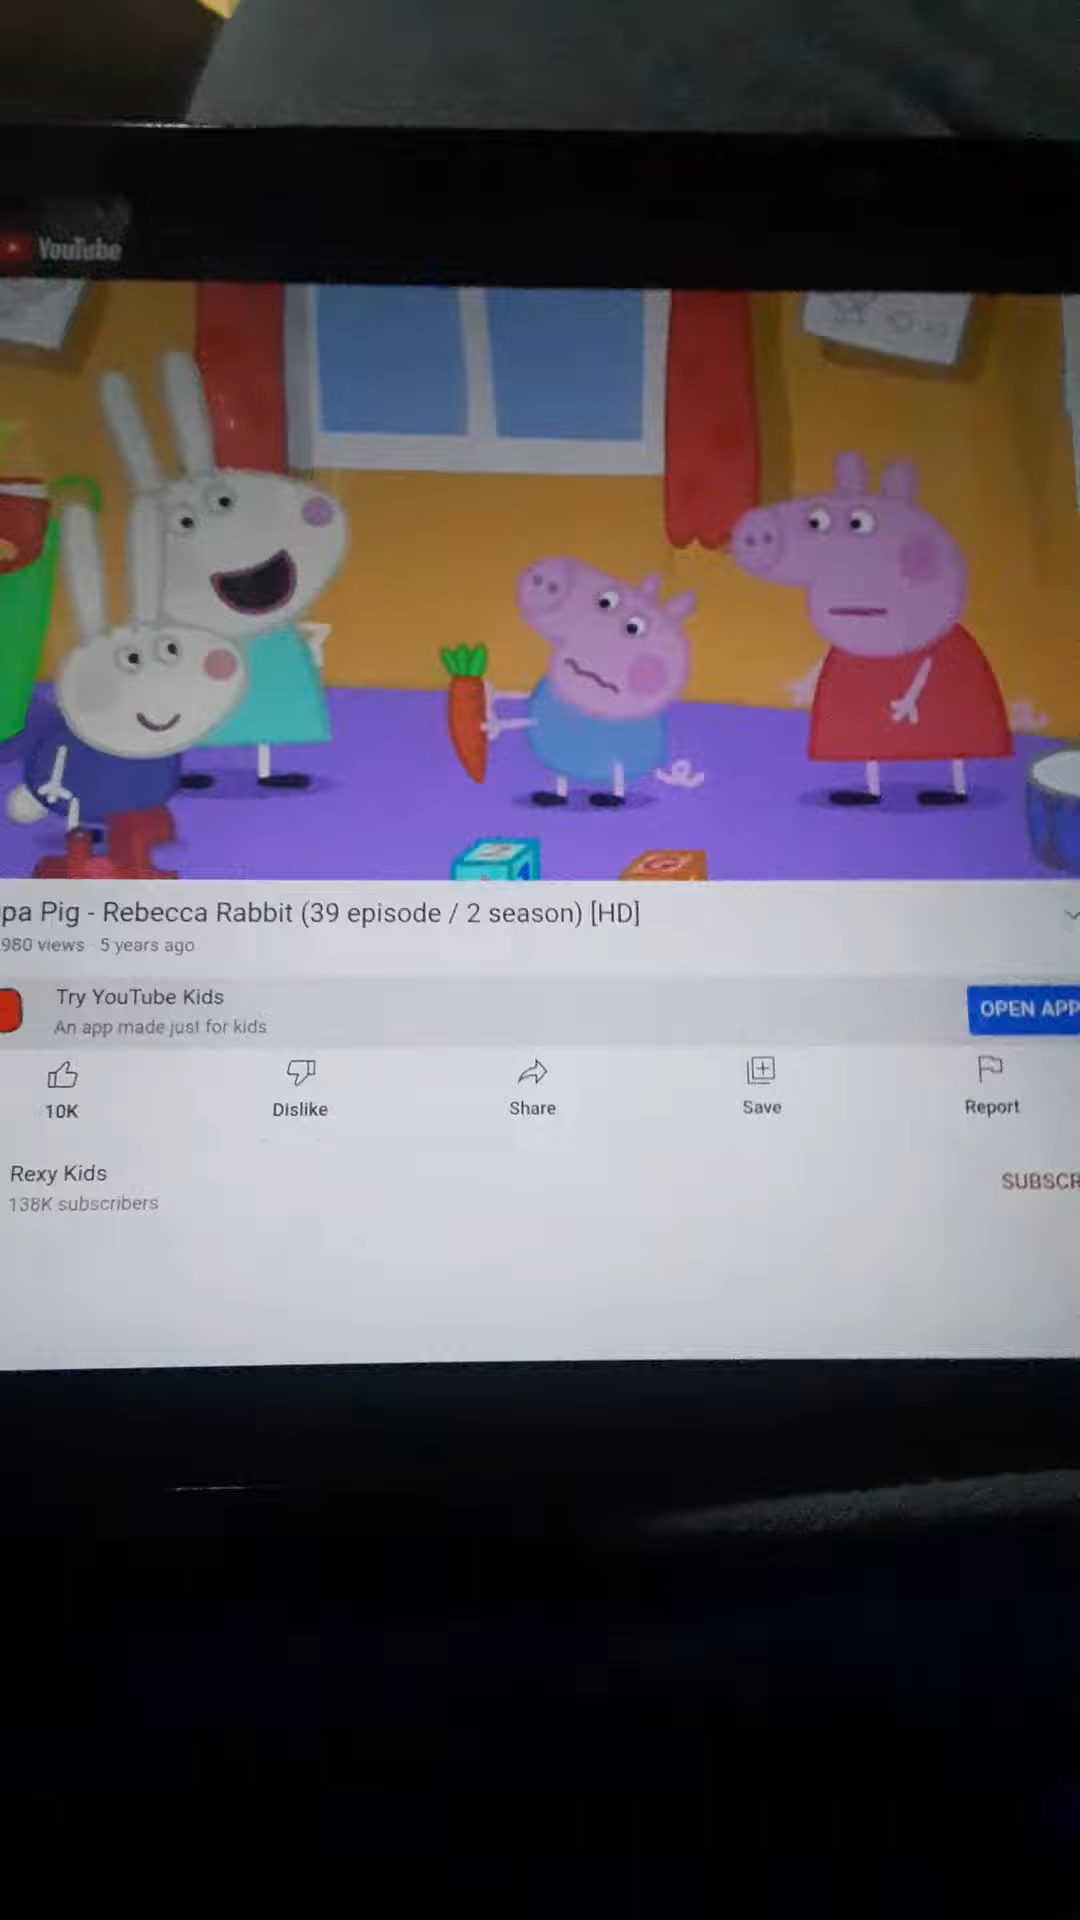 YouTube
pa Pig - Rebecca Rabbit (39 episode / 2 season) [HD]
980 views · 5 years ago
Try YouTube Kids
An app made just for kids
OPEN APP
10K
Dislike
Share
Save
Report
Rexy Kids
138K subscribers
SUBSCR